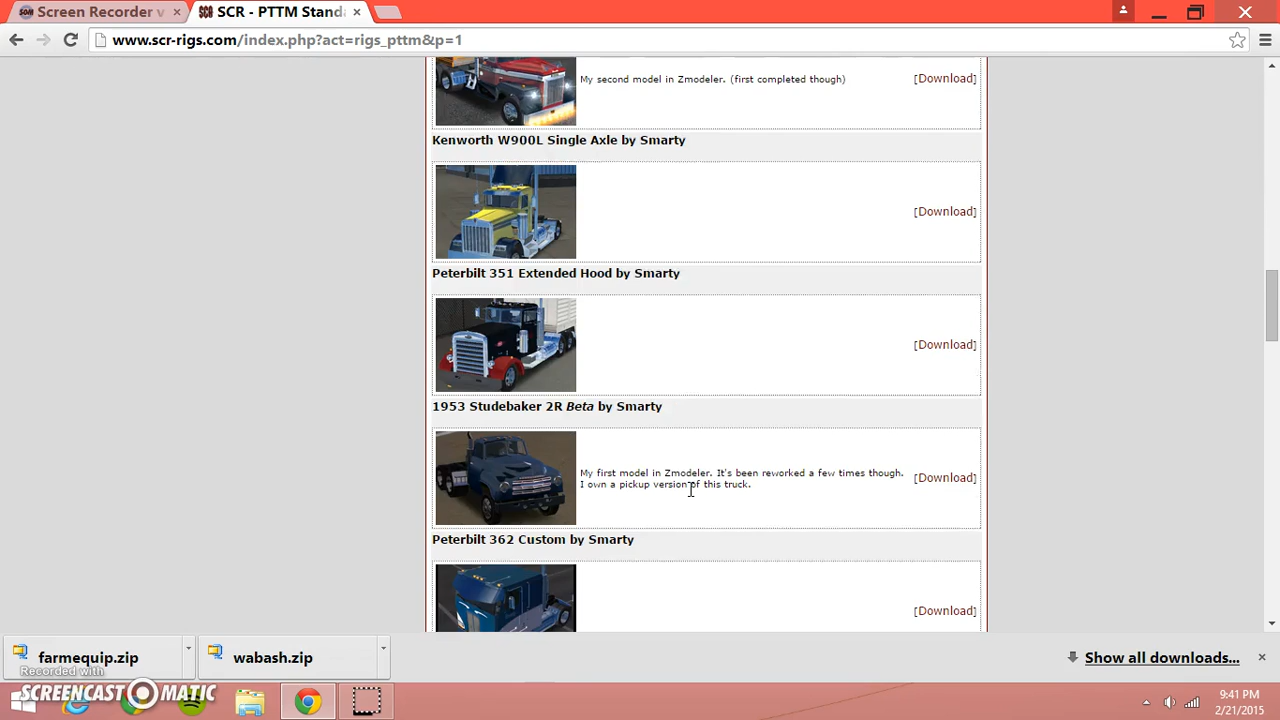 Screen Recorder v
SCR - PTTM Standa
www.scr-rigs.com/index.php?act=rigs_pttm&p=1
My second model in Zmodeler. (first completed though)
[Download]
Kenworth W900L Single Axle by Smarty
[Download]
Peterbilt 351 Extended Hood by Smarty
[Download]
1953 Studebaker 2R Beta by Smarty
My first model in Zmodeler. It's been reworked a few times though.
I own a pickup version of this truck.
[Download]
Peterbilt 362 Custom by Smarty
[Download]
farmequip.zip
wabash.zip
Show all downloads...
Recorded with
SCREENCAST MATIC
9:41 PM
2/21/2015